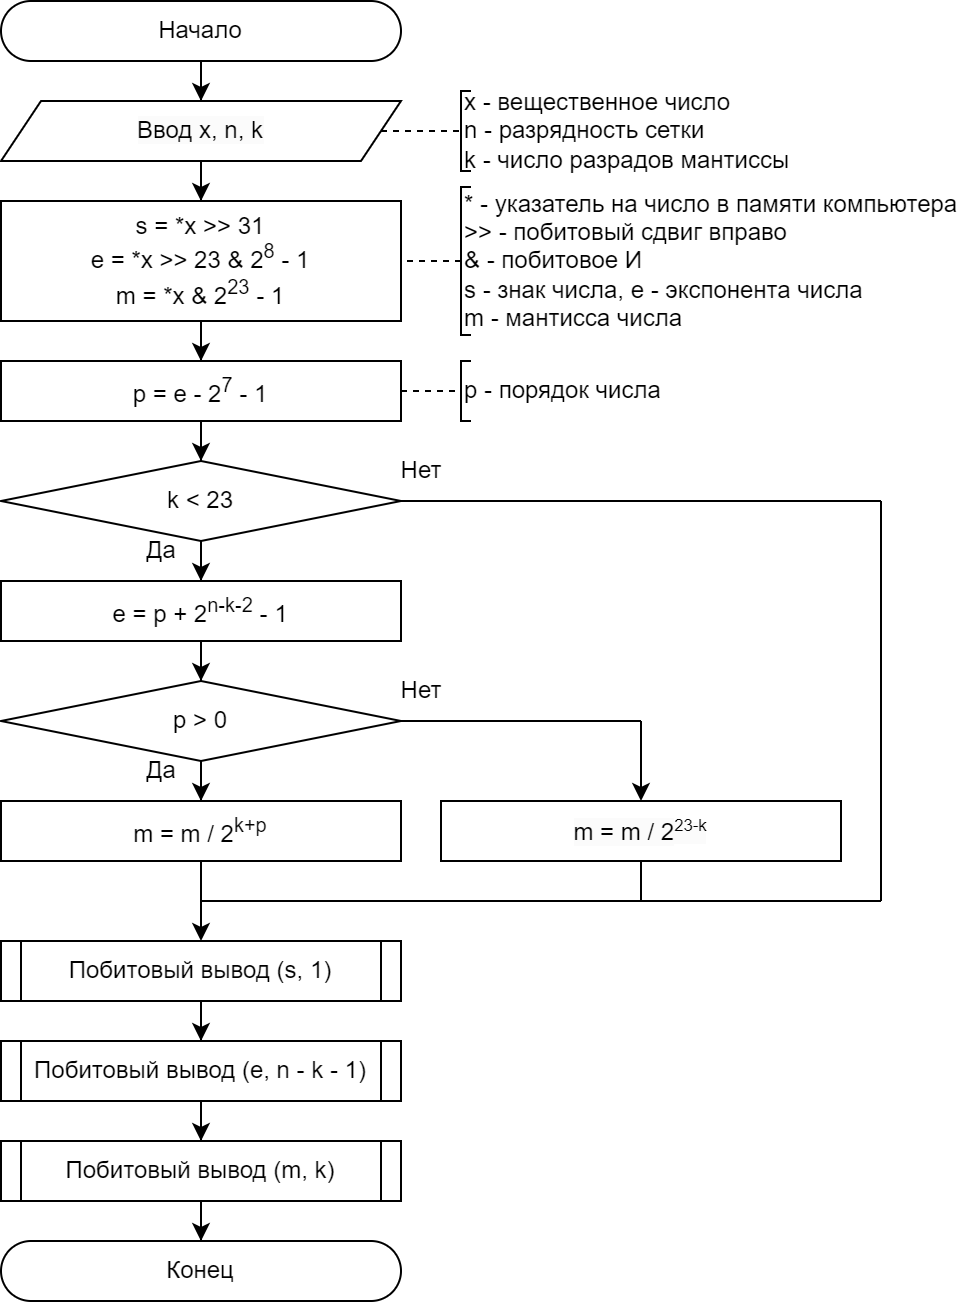 Начало
Ввод x, n, k
x - вещественное число
n - разрядность сетки
k - число разрадов мантиссы
s = *x >> 31
e = *x >> 23 & 2^8 - 1
m = *x & 2^23 - 1
* - указатель на число в памяти компьютера
>> - побитовый сдвиг вправо
& - побитовое И
s - знак числа, e - экспонента числа
m - мантисса числа
p = e - 2^7 - 1
p - порядок числа
k < 23
Нет
Да
e = p + 2^n-k-2 - 1
p > 0
Нет
Да
m = m / 2^k+p
m = m / 2^23-k
Побитовый вывод (s, 1)
Побитовый вывод (e, n - k - 1)
Побитовый вывод (m, k)
Конец